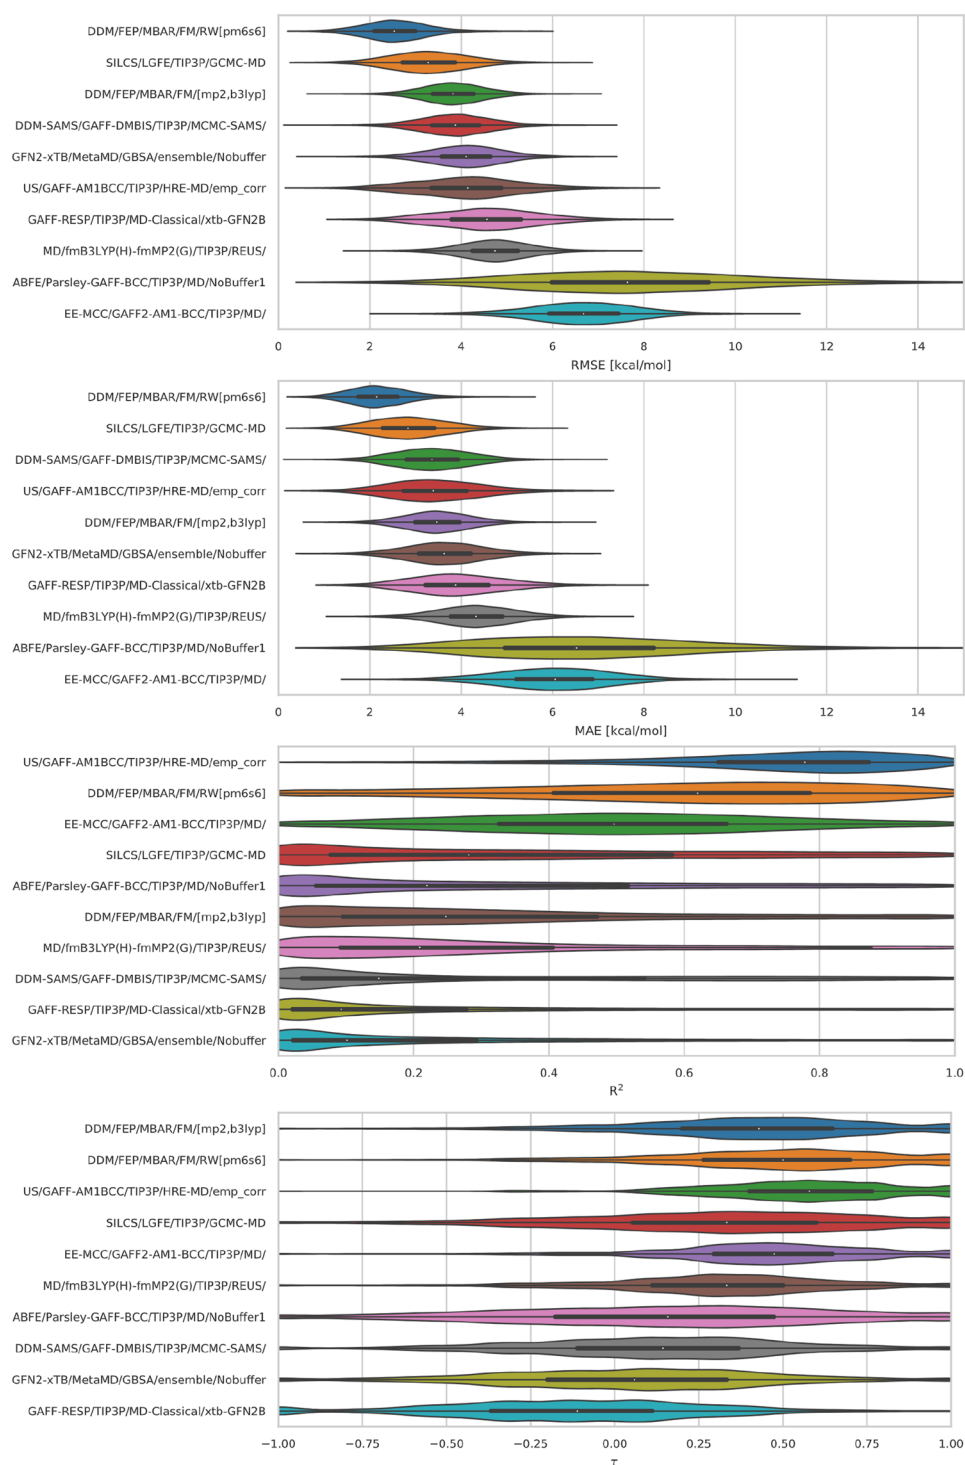 DDM/FEP/MBAR/FM/RW[pm6s6]
SILCS/LGFE/TIP3P/GCMC-MD
DDM/FEP/MBAR/FM/[mp2,b3lyp]
DDM-SAMS/GAFF-DMBIS/TIP3P/MCMC-SAMS/
GFN2-xTB/MetaMD/GBSA/ensemble/Nobuffer
US/GAFF-AM1BCC/TIP3P/HRE-MD/emp_corr
GAFF-RESP/TIP3P/MD-Classical/xtb-GFN2B
MD/fmB3LYP(H)-fmMP2(G)/TIP3P/REUS/
ABFE/Parsley-GAFF-BCC/TIP3P/MD/NoBuffer1
EE-MCC/GAFF2-AM1-BCC/TIP3P/MD/
0 2 4 6 8 10 12 14
RMSE [kcal/mol]
DDM/FEP/MBAR/FM/RW[pm6s6]
SILCS/LGFE/TIP3P/GCMC-MD
DDM-SAMS/GAFF-DMBIS/TIP3P/MCMC-SAMS/
US/GAFF-AM1BCC/TIP3P/HRE-MD/emp_corr
DDM/FEP/MBAR/FM/[mp2,b3lyp]
GFN2-xTB/MetaMD/GBSA/ensemble/Nobuffer
GAFF-RESP/TIP3P/MD-Classical/xtb-GFN2B
MD/fmB3LYP(H)-fmMP2(G)/TIP3P/REUS/
ABFE/Parsley-GAFF-BCC/TIP3P/MD/NoBuffer1
EE-MCC/GAFF2-AM1-BCC/TIP3P/MD/
0 2 4 6 8 10 12 14
MAE [kcal/mol]
US/GAFF-AM1BCC/TIP3P/HRE-MD/emp_corr
DDM/FEP/MBAR/FM/RW[pm6s6]
EE-MCC/GAFF2-AM1-BCC/TIP3P/MD/
SILCS/LGFE/TIP3P/GCMC-MD
ABFE/Parsley-GAFF-BCC/TIP3P/MD/NoBuffer1
DDM/FEP/MBAR/FM/[mp2,b3lyp]
MD/fmB3LYP(H)-fmMP2(G)/TIP3P/REUS/
DDM-SAMS/GAFF-DMBIS/TIP3P/MCMC-SAMS/
GAFF-RESP/TIP3P/MD-Classical/xtb-GFN2B
GFN2-xTB/MetaMD/GBSA/ensemble/Nobuffer
0.0 0.2 0.4 0.6 0.8 1.0
R²
DDM/FEP/MBAR/FM/[mp2,b3lyp]
DDM/FEP/MBAR/FM/RW[pm6s6]
US/GAFF-AM1BCC/TIP3P/HRE-MD/emp_corr
SILCS/LGFE/TIP3P/GCMC-MD
EE-MCC/GAFF2-AM1-BCC/TIP3P/MD/
MD/fmB3LYP(H)-fmMP2(G)/TIP3P/REUS/
ABFE/Parsley-GAFF-BCC/TIP3P/MD/NoBuffer1
DDM-SAMS/GAFF-DMBIS/TIP3P/MCMC-SAMS/
GFN2-xTB/MetaMD/GBSA/ensemble/Nobuffer
GAFF-RESP/TIP3P/MD-Classical/xtb-GFN2B
−1.00 −0.75 −0.50 −0.25 0.00 0.25 0.50 0.75 1.00
τ